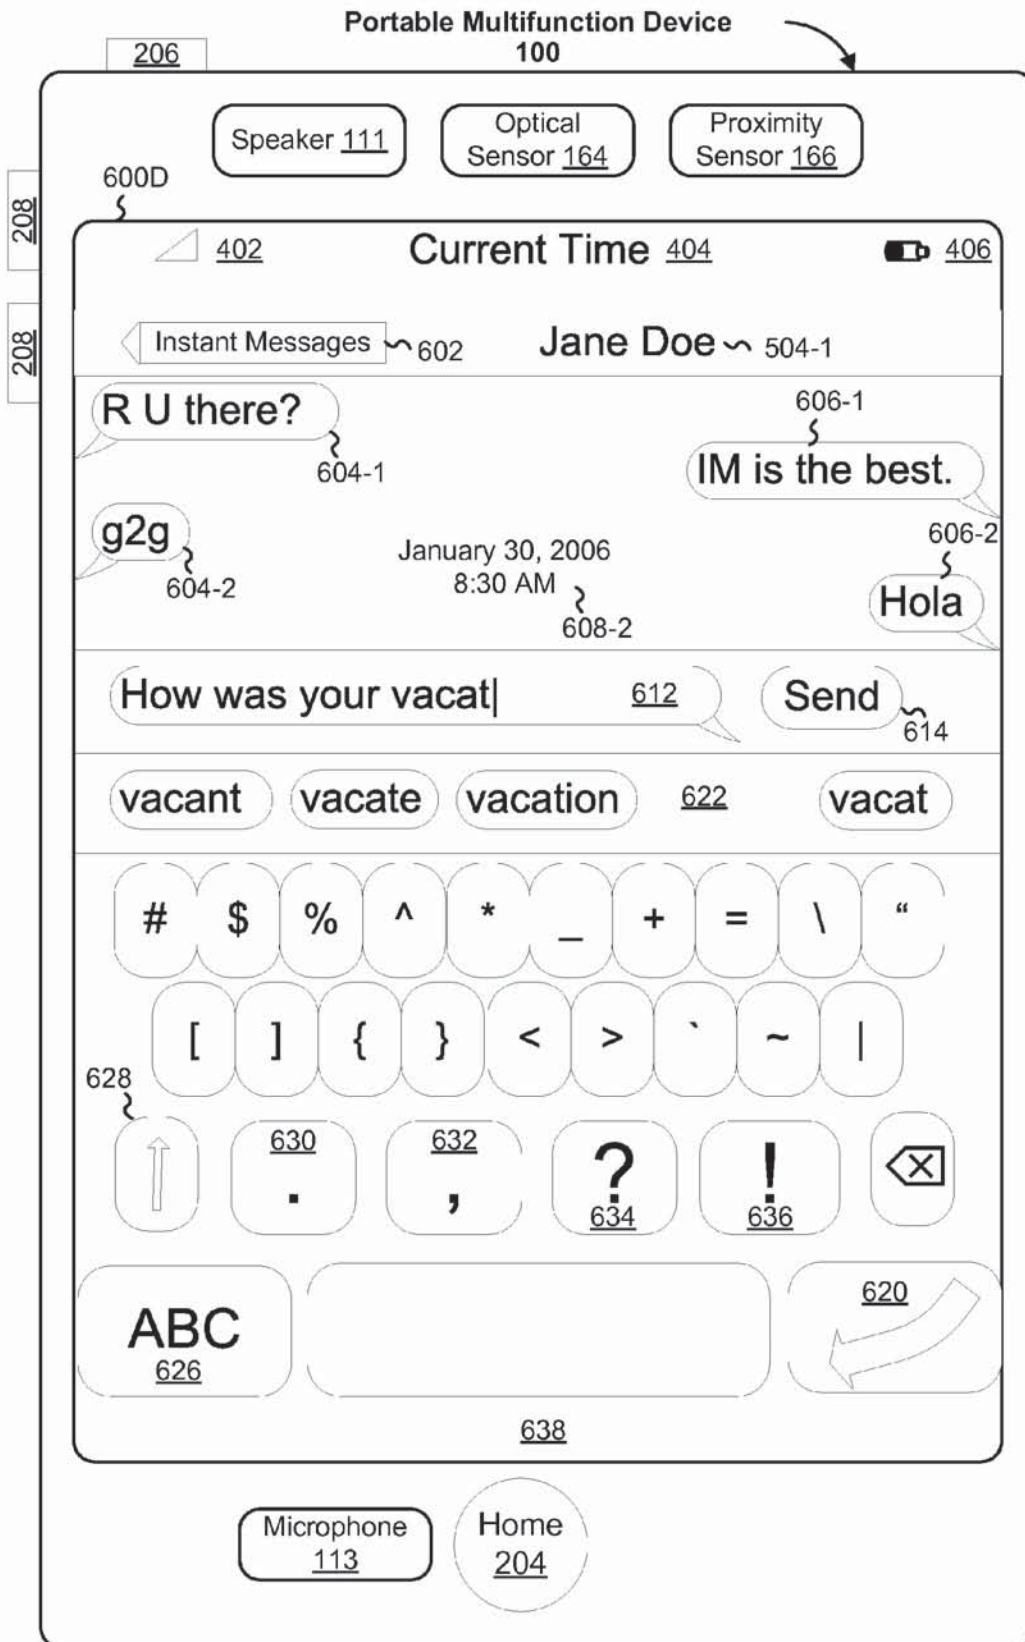 Portable Multifunction Device
100
206
Speaker 111
Optical
Sensor 164
Proximity
Sensor 166
600D
208
208
402
Current Time 404
406
Instant Messages
602
Jane Doe
504-1
R U there?
604-1
606-1
IM is the best.
g2g
604-2
January 30, 2006
8:30 AM
608-2
606-2
Hola
How was your vacat|
612
Send
614
vacant
vacate
vacation
622
vacat
# $ % ^ * _ + = \ “
[ ] { } < > ` ~ |
628
630
.
632
,
?
634
!
636
ABC
626
620
638
Microphone
113
Home
204